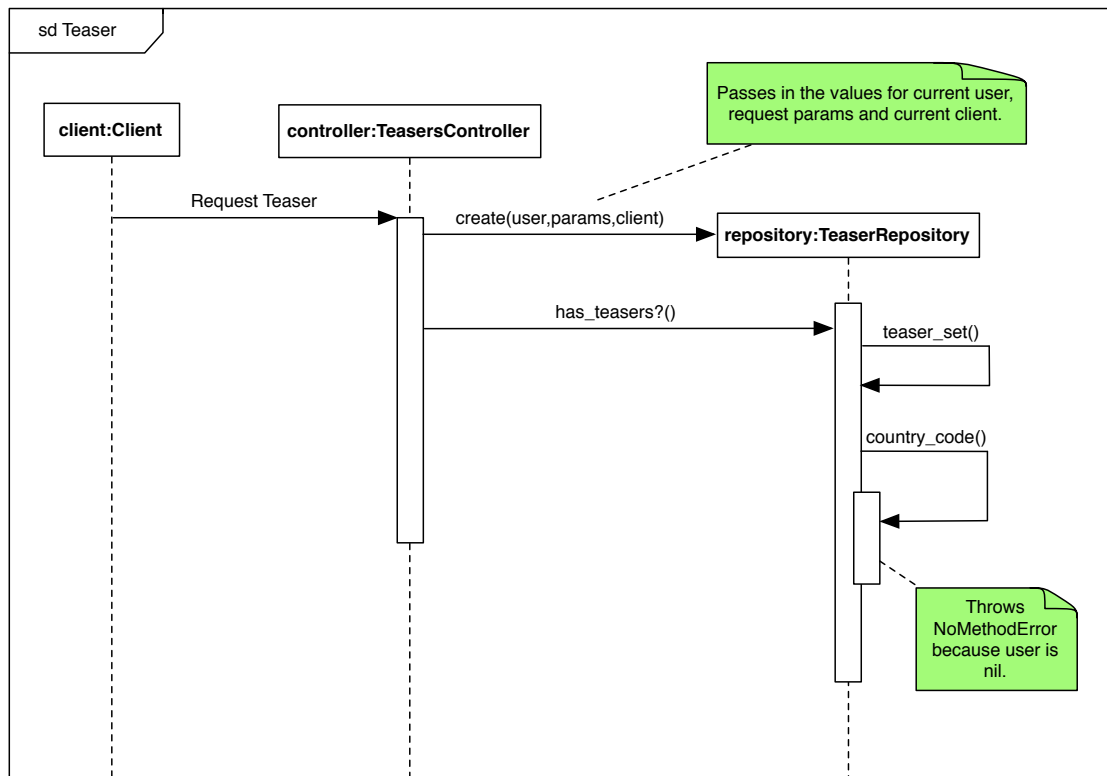 sd Teaser
Passes in the values for current user,
request params and current client.
client:Client
controller:TeasersController
Request Teaser
create(user,params,client)
repository:TeaserRepository
has_teasers?()
teaser_set()
country_code()
Throws
NoMethodError
because user is
nil.